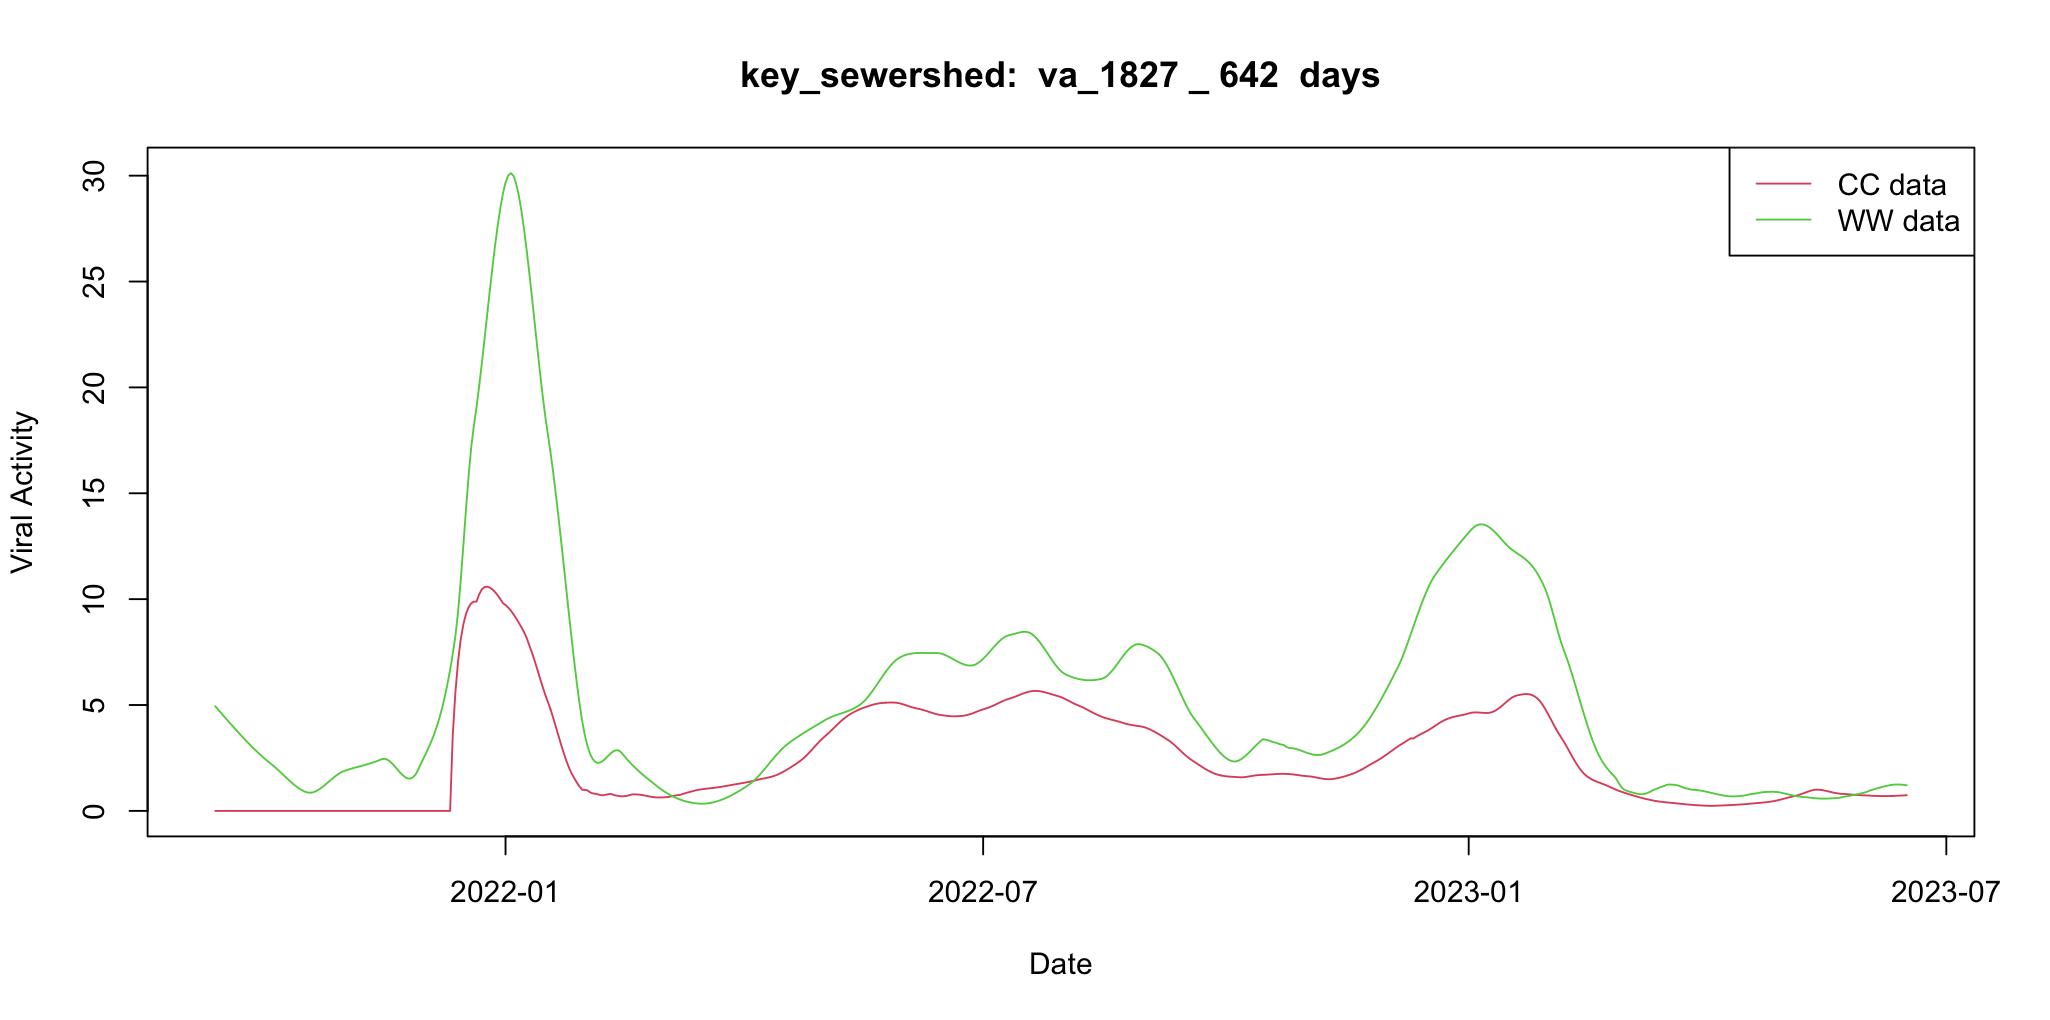 key_sewershed:  va_1827 _ 642  days
CC data
WW data
Viral Activity
30
25
20
15
10
5
0
2022-01
2022-07
2023-01
2023-07
Date